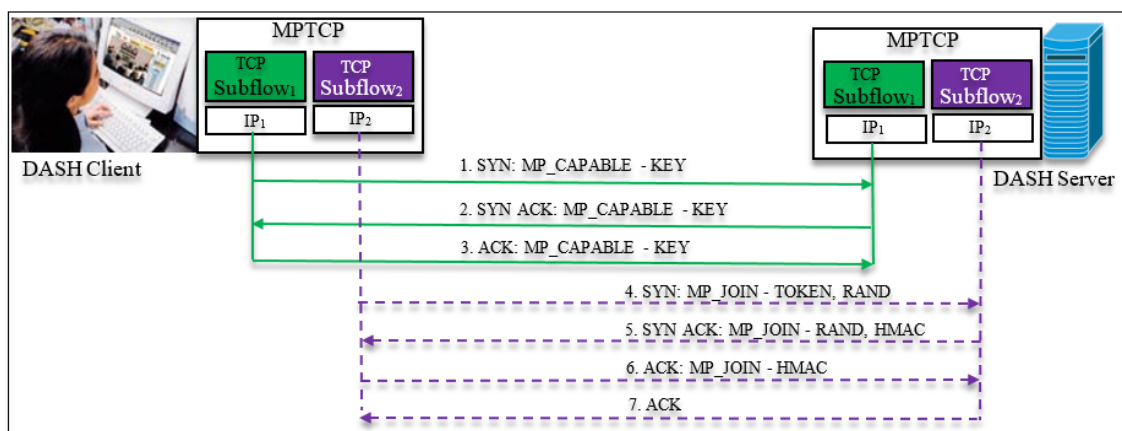 MPTCP
TCP
Subflow₁
TCP
Subflow₂
IP₁
IP₂
DASH Client
MPTCP
TCP
Subflow₁
TCP
Subflow₂
IP₁
IP₂
DASH Server
1. SYN: MP_CAPABLE - KEY
2. SYN ACK: MP_CAPABLE - KEY
3. ACK: MP_CAPABLE - KEY
4. SYN: MP_JOIN - TOKEN, RAND
5. SYN ACK: MP_JOIN - RAND, HMAC
6. ACK: MP_JOIN - HMAC
7. ACK